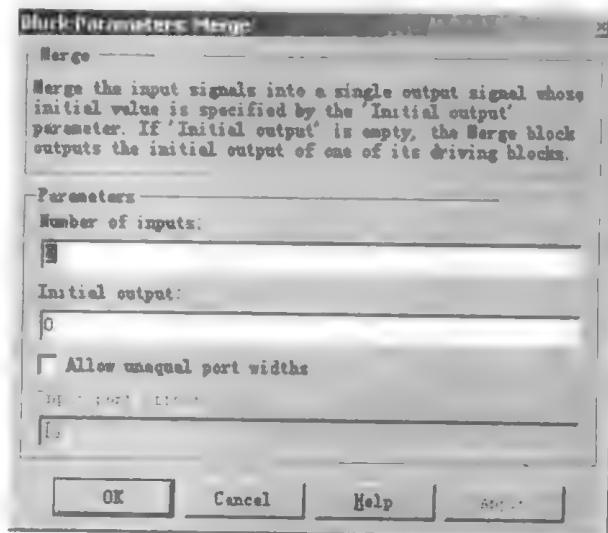 Block Parameters: Merge
Merge
Merge the input signals into a single output signal whose
initial value is specified by the 'Initial output'
parameter. If 'Initial output' is empty, the Merge block
outputs the initial output of one of its driving blocks.
Parameters
Number of inputs:
Initial output:
0
Allow unequal port widths
OK
Cancel
Help